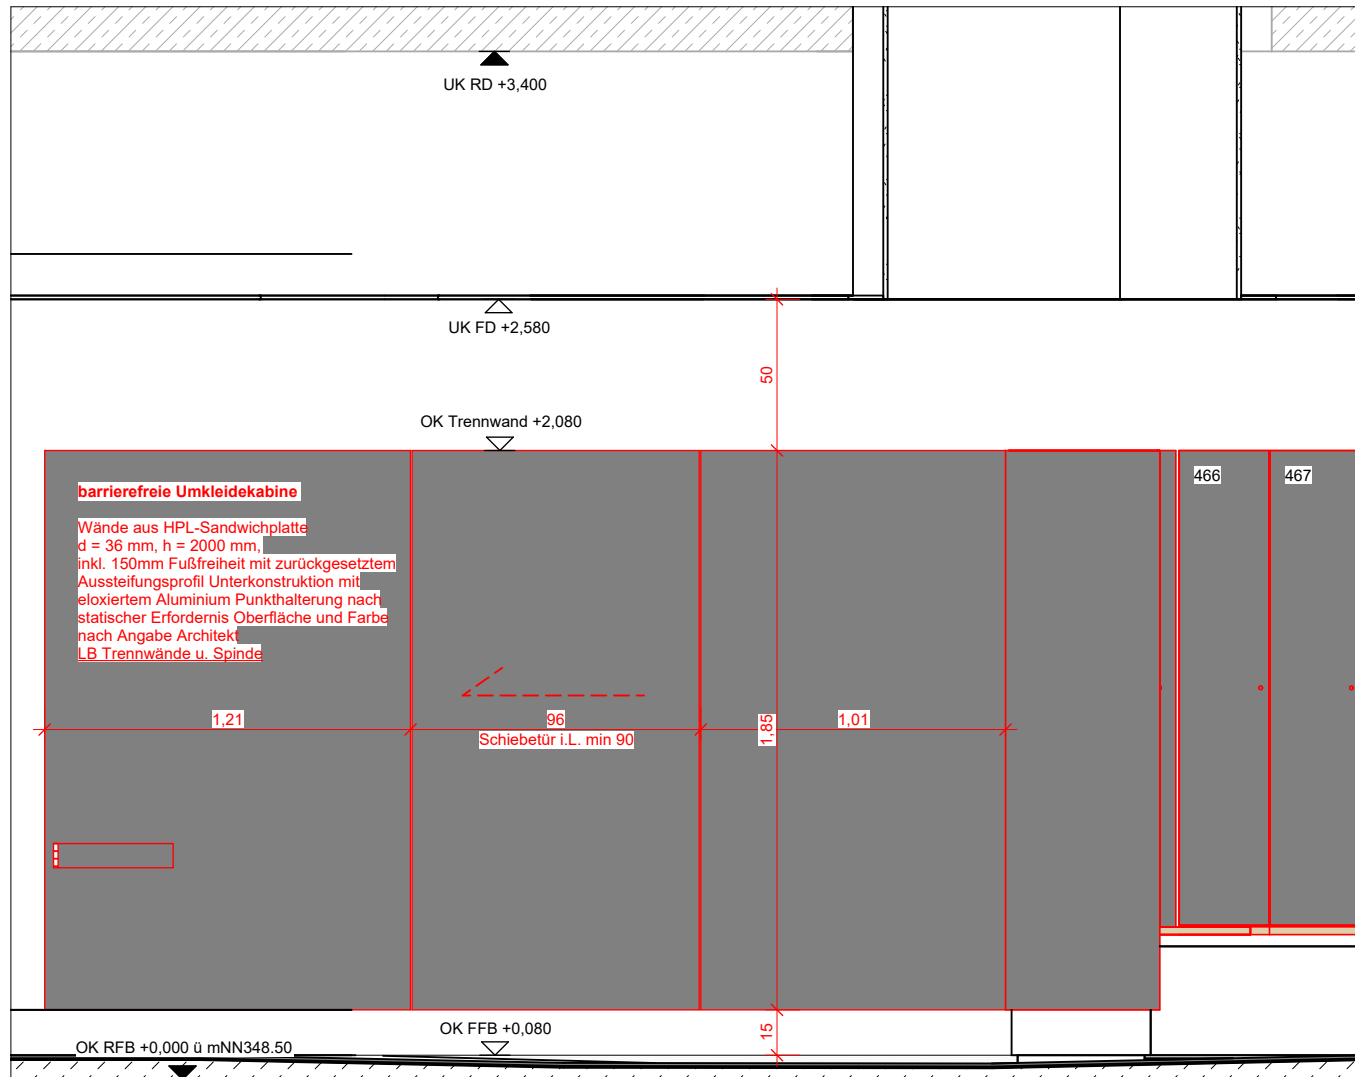 UK RD +3,400
UK FD +2,580
50
OK Trennwand +2,080
barrierefreie Umkleidekabine
Wände aus HPL-Sandwichplatte
d = 36 mm, h = 2000 mm,
inkl. 150mm Fußfreiheit mit zurückgesetztem
Aussteifungsprofil Unterkonstruktion mit
eloxiertem Aluminium Punkthalterung nach
statischer Erfordernis Oberfläche und Farbe
nach Angabe Architekt
LB Trennwände u. Spinde
466
467
1,21
96
1,85
1,01
Schiebetür i.L. min 90
OK FFB +0,080
15
OK RFB +0,000 ü mNN348.50